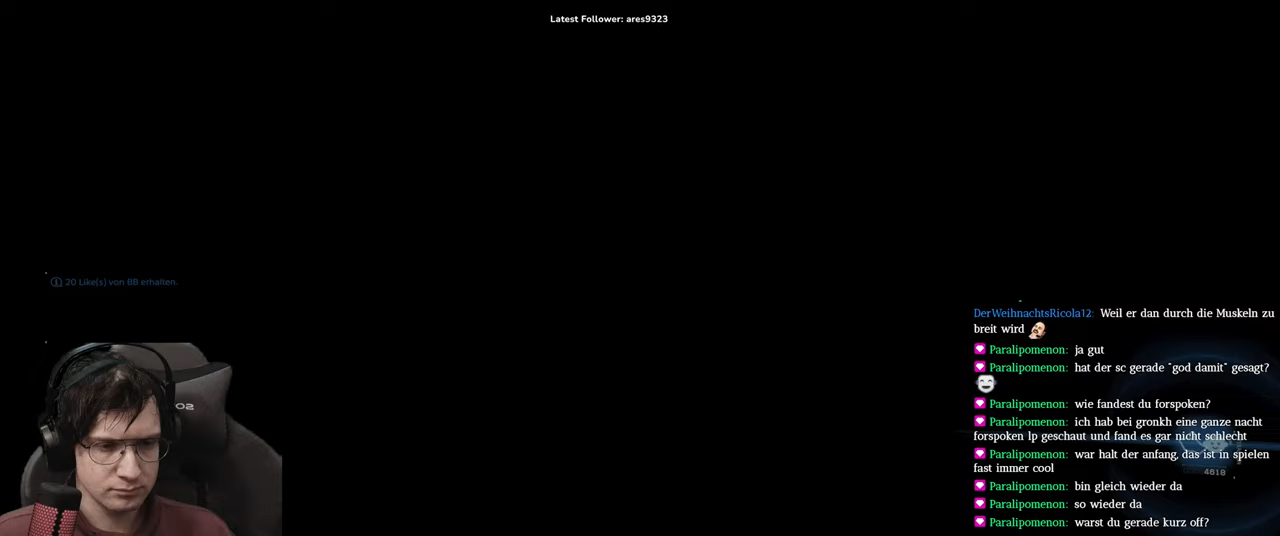 Latest Follower: ares9323
20 Like(s) von BB erhalten.
DerWeihnachtsRicola12: Weil er dan durch die Muskeln zu
breit wird
Paralipomenon: ja gut
Paralipomenon: hat der sc gerade "god damit" gesagt?
Paralipomenon: wie fandest du forspoken?
Paralipomenon: ich hab bei gronkh eine ganze nacht
forspoken lp geschaut und fand es gar nicht schlecht
Paralipomenon: war halt der anfang, das ist in spielen
fast immer cool
4618
Paralipomenon: bin gleich wieder da
Paralipomenon: so wieder da
Paralipomenon: warst du gerade kurz off?